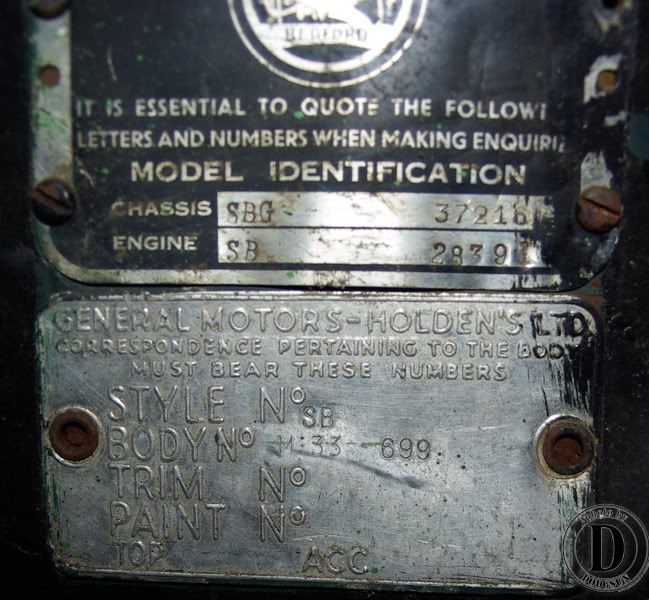 BEDFORD
IT IS ESSENTIAL TO QUOTE THE FOLLOWI
LETTERS AND NUMBERS WHEN MAKING ENQUIRI
MODEL IDENTIFICATION
CHASSIS SBG 37216
ENGINE SB 2839
GENERAL MOTORS-HOLDEN'S LTD
CORRESPONDENCE PERTAINING TO THE BODY
MUST BEAR THESE NUMBERS
STYLE Nº SB
BODY Nº M 33-699
TRIM Nº
PAINT Nº
TOP ACC
D
DODGSON